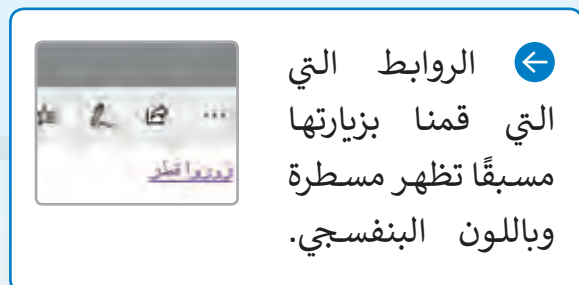 الروابط التي
التي قمنا بزيارتها
مسبقًا تظهر مسطرة
وباللون البنفسجي.